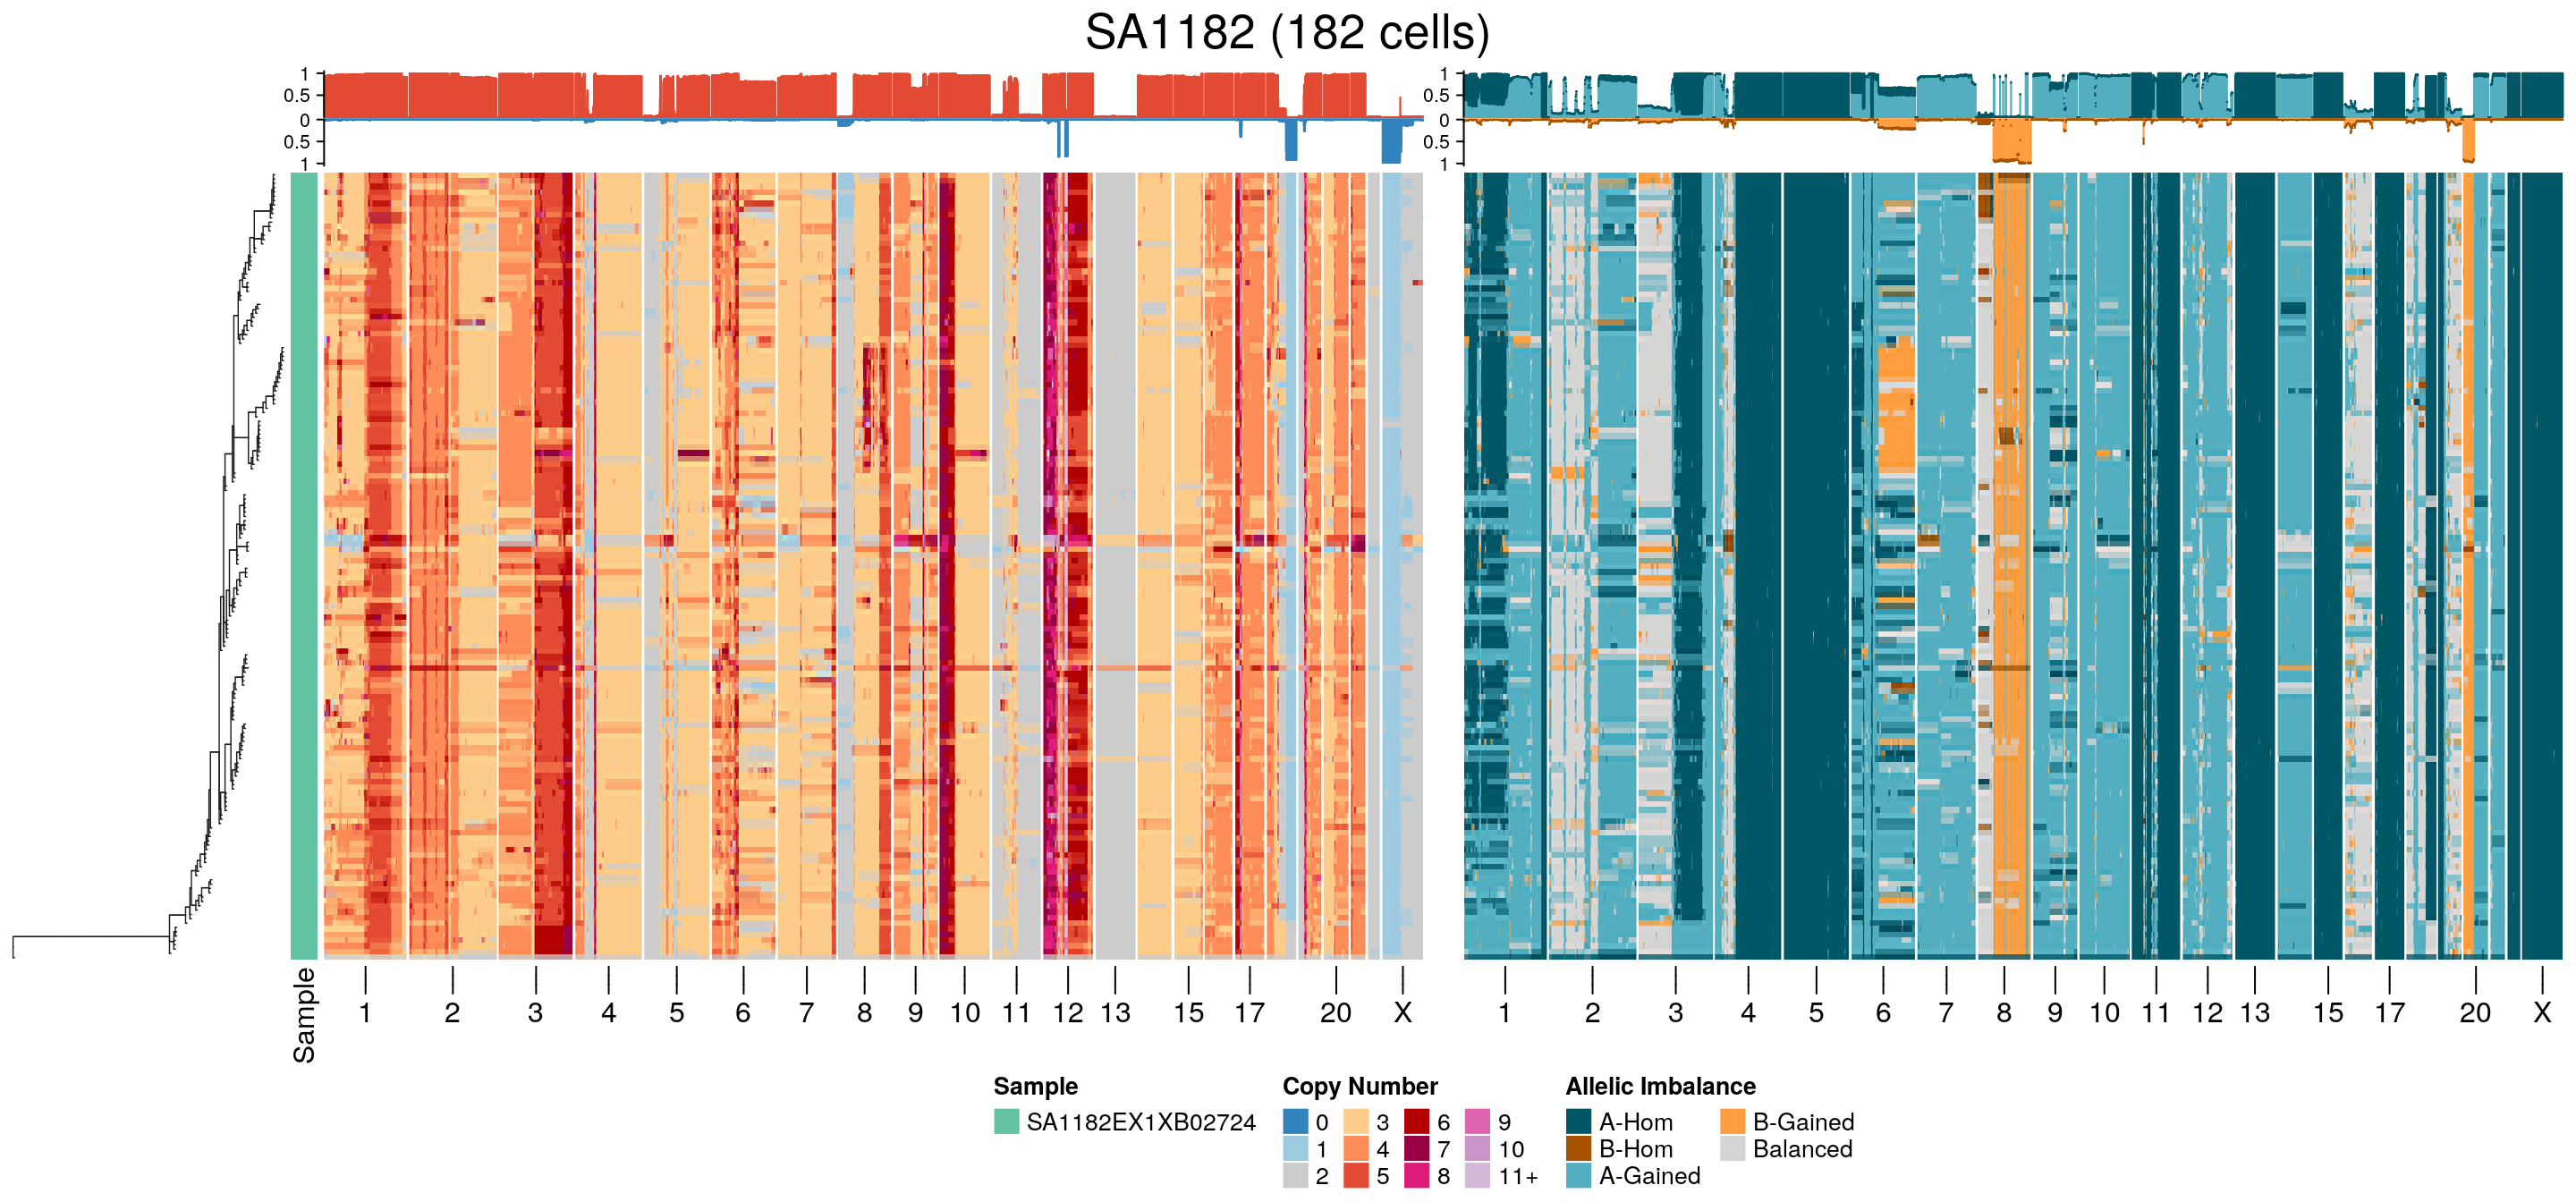 SA1182 (182 cells)
1
0.5
0
0.5
1
1
0.5
0
0.5
1
Sample
1 2 3 4 5 6 7 8 9 10 11 12 13 15 17 20 X
1 2 3 4 5 6 7 8 9 10 11 12 13 15 17 20 X
Sample
SA1182EX1XB02724
Copy Number
0 3 6 9
1 4 7 10
2 5 8 11+
Allelic Imbalance
A-Hom B-Gained
B-Hom Balanced
A-Gained